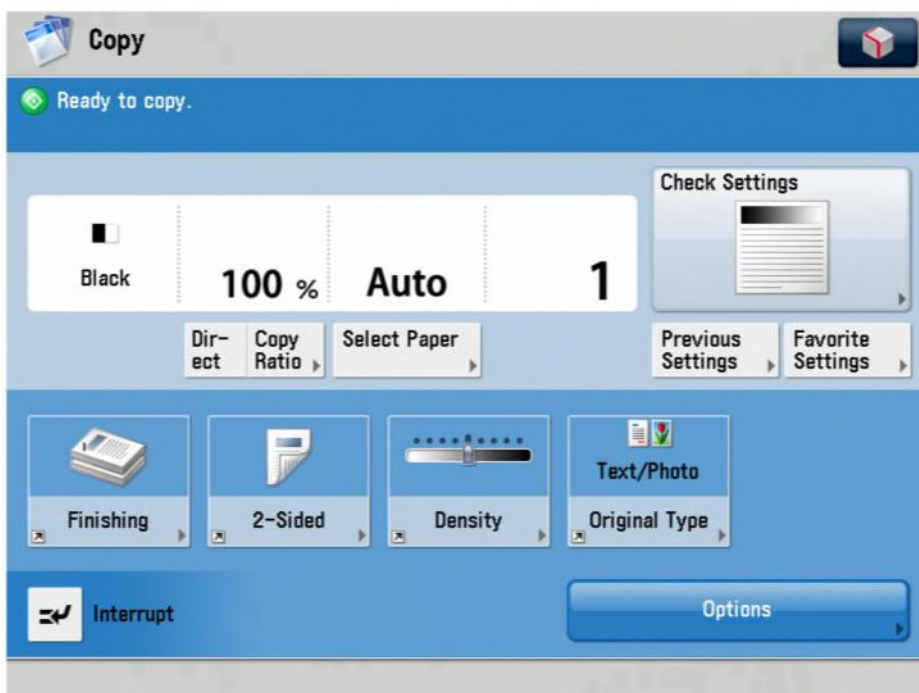 Copy
Ready to copy.
Check Settings
Black
100 %
Auto
1
Dir-
ect
Copy
Ratio
Select Paper
Previous
Settings
Favorite
Settings
Text/Photo
Finishing
2-Sided
Density
Original Type
Interrupt
Options